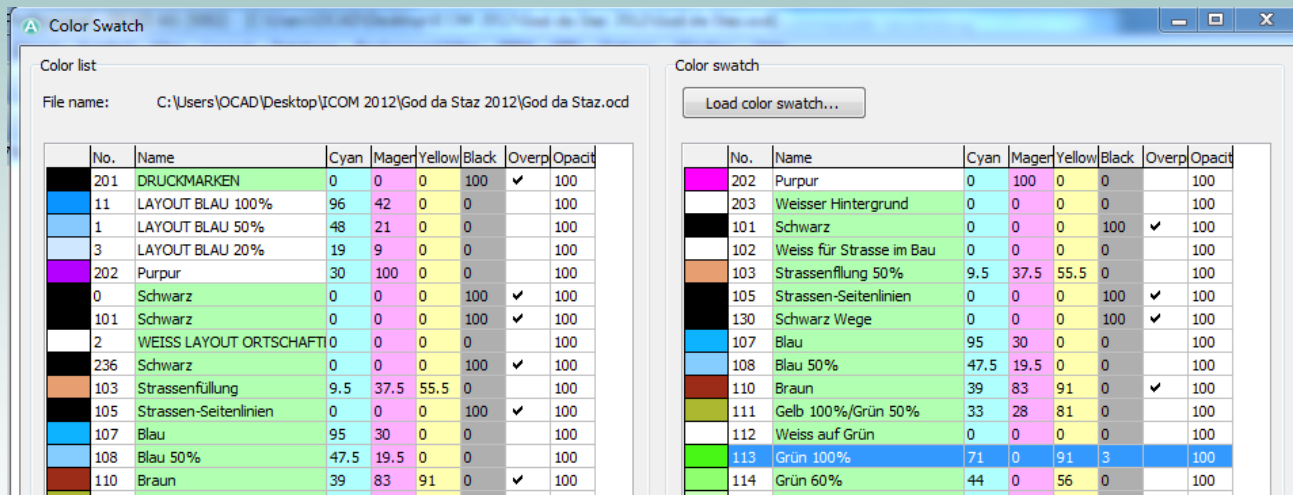 Color Swatch
Color list
File name: C:\Users\OCAD\Desktop\ICOM 2012\God da Staz 2012\God da Staz.ocd
No. Name Cyan Mager Yellow Black Overp Opacit
201 DRUCKMARKEN 0 0 0 100 ✔ 100
11 LAYOUT BLAU 100% 96 42 0 0 100
1 LAYOUT BLAU 50% 48 21 0 0 100
3 LAYOUT BLAU 20% 19 9 0 0 100
202 Purpur 30 100 0 0 100
0 Schwarz 0 0 0 100 ✔ 100
101 Schwarz 0 0 0 100 ✔ 100
2 WEISS LAYOUT ORTSCHAFTI 0 0 0 0 100
236 Schwarz 0 0 0 100 ✔ 100
103 Strassenfüllung 9.5 37.5 55.5 0 100
105 Strassen-Seitenlinien 0 0 0 100 ✔ 100
107 Blau 95 30 0 0 100
108 Blau 50% 47.5 19.5 0 0 100
110 Braun 39 83 91 0 ✔ 100
Color swatch
Load color swatch...
No. Name Cyan Mager Yellow Black Overp Opacit
202 Purpur 0 100 0 0 100
203 Weisser Hintergrund 0 0 0 0 100
101 Schwarz 0 0 0 100 ✔ 100
102 Weiss für Strasse im Bau 0 0 0 0 100
103 Strassenfllung 50% 9.5 37.5 55.5 0 100
105 Strassen-Seitenlinien 0 0 0 100 ✔ 100
130 Schwarz Wege 0 0 0 100 ✔ 100
107 Blau 95 30 0 0 100
108 Blau 50% 47.5 19.5 0 0 100
110 Braun 39 83 91 0 ✔ 100
111 Gelb 100%/Grün 50% 33 28 81 0 100
112 Weiss auf Grün 0 0 0 0 100
113 Grün 100% 71 0 91 3 100
114 Grün 60% 44 0 56 0 100